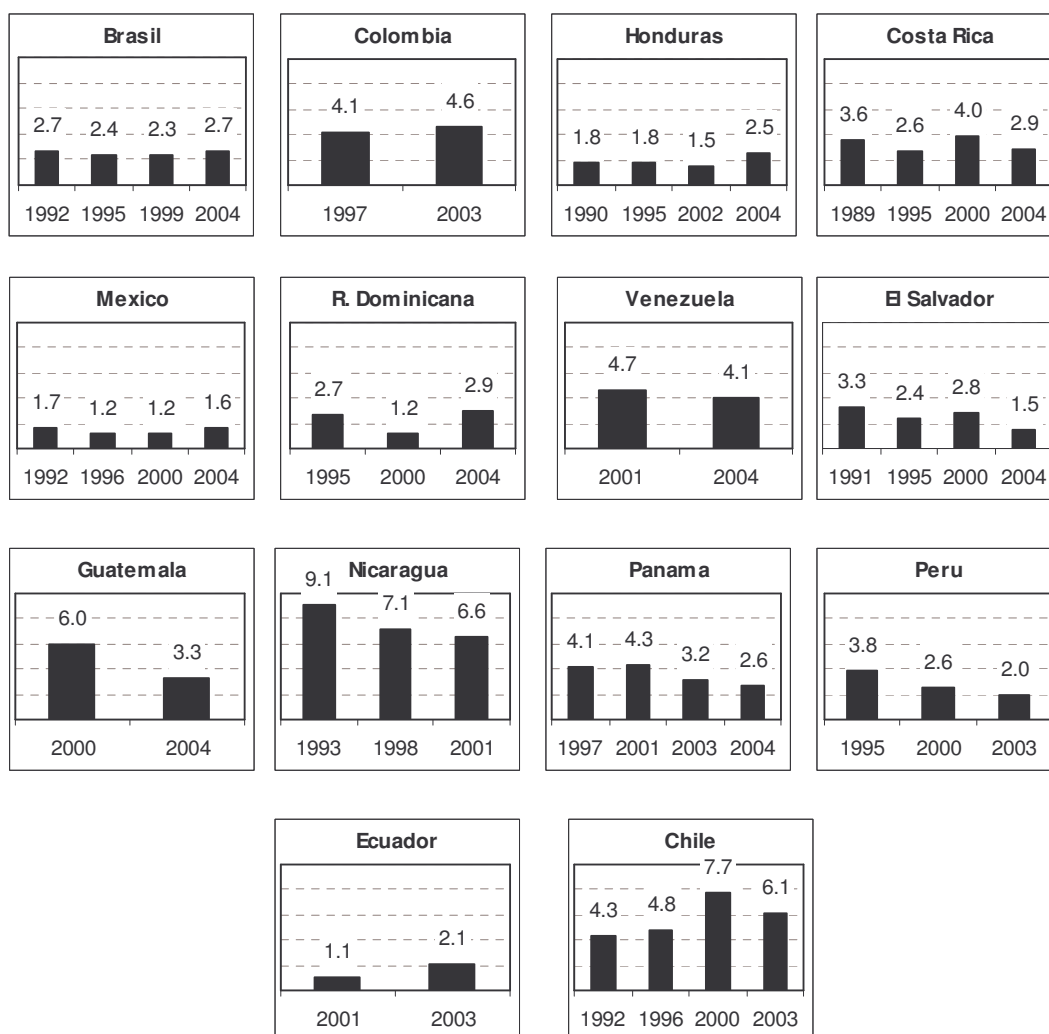 Brasil
2.7 2.4 2.3 2.7
1992 1995 1999 2004
Colombia
4.1 4.6
1997 2003
Honduras
1.8 1.8 1.5 2.5
1990 1995 2002 2004
Costa Rica
3.6 2.6 4.0 2.9
1989 1995 2000 2004
Mexico
1.7 1.2 1.2 1.6
1992 1996 2000 2004
R. Dominicana
2.7 1.2 2.9
1995 2000 2004
Venezuela
4.7 4.1
2001 2004
El Salvador
3.3 2.4 2.8 1.5
1991 1995 2000 2004
Guatemala
6.0 3.3
2000 2004
Nicaragua
9.1 7.1 6.6
1993 1998 2001
Panama
4.1 4.3 3.2 2.6
1997 2001 2003 2004
Peru
3.8 2.6 2.0
1995 2000 2003
Ecuador
1.1 2.1
2001 2003
Chile
4.3 4.8 7.7 6.1
1992 1996 2000 2003